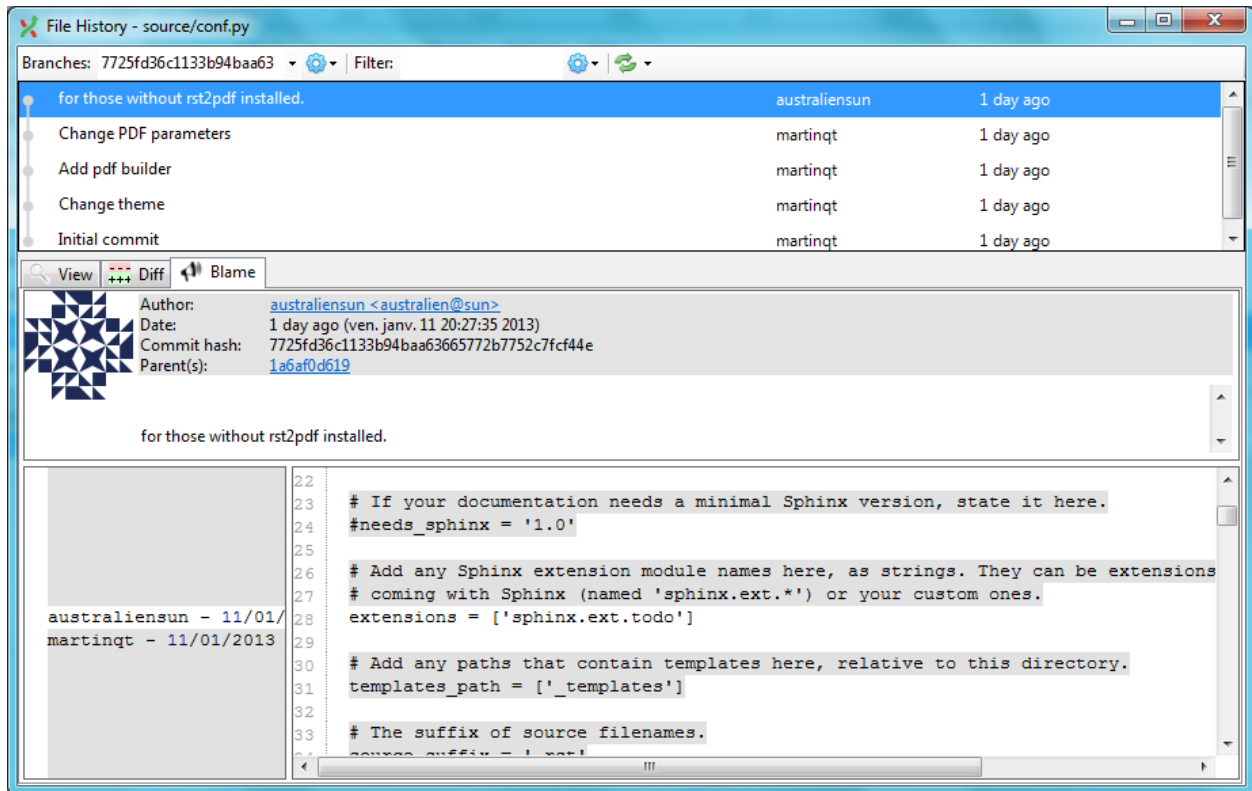 File History - source/conf.py
Branches: 7725fd36c1133b94baa63 Filter:
for those without rst2pdf installed. australiensun 1 day ago
Change PDF parameters martinqt 1 day ago
Add pdf builder martinqt 1 day ago
Change theme martinqt 1 day ago
Initial commit martinqt 1 day ago
View Diff Blame
Author: australiensun <australien@sun>
Date: 1 day ago (ven. janv. 11 20:27:35 2013)
Commit hash: 7725fd36c1133b94baa63665772b7752c7fcf44e
Parent(s): 1a6af0d619
for those without rst2pdf installed.
22
23 # If your documentation needs a minimal Sphinx version, state it here.
24 #needs_sphinx = '1.0'
25
26 # Add any Sphinx extension module names here, as strings. They can be extensions
27 # coming with Sphinx (named 'sphinx.ext.*') or your custom ones.
australiensun - 11/01/ 28 extensions = ['sphinx.ext.todo']
martinqt - 11/01/2013 29
30 # Add any paths that contain templates here, relative to this directory.
31 templates_path = ['_templates']
32
33 # The suffix of source filenames.